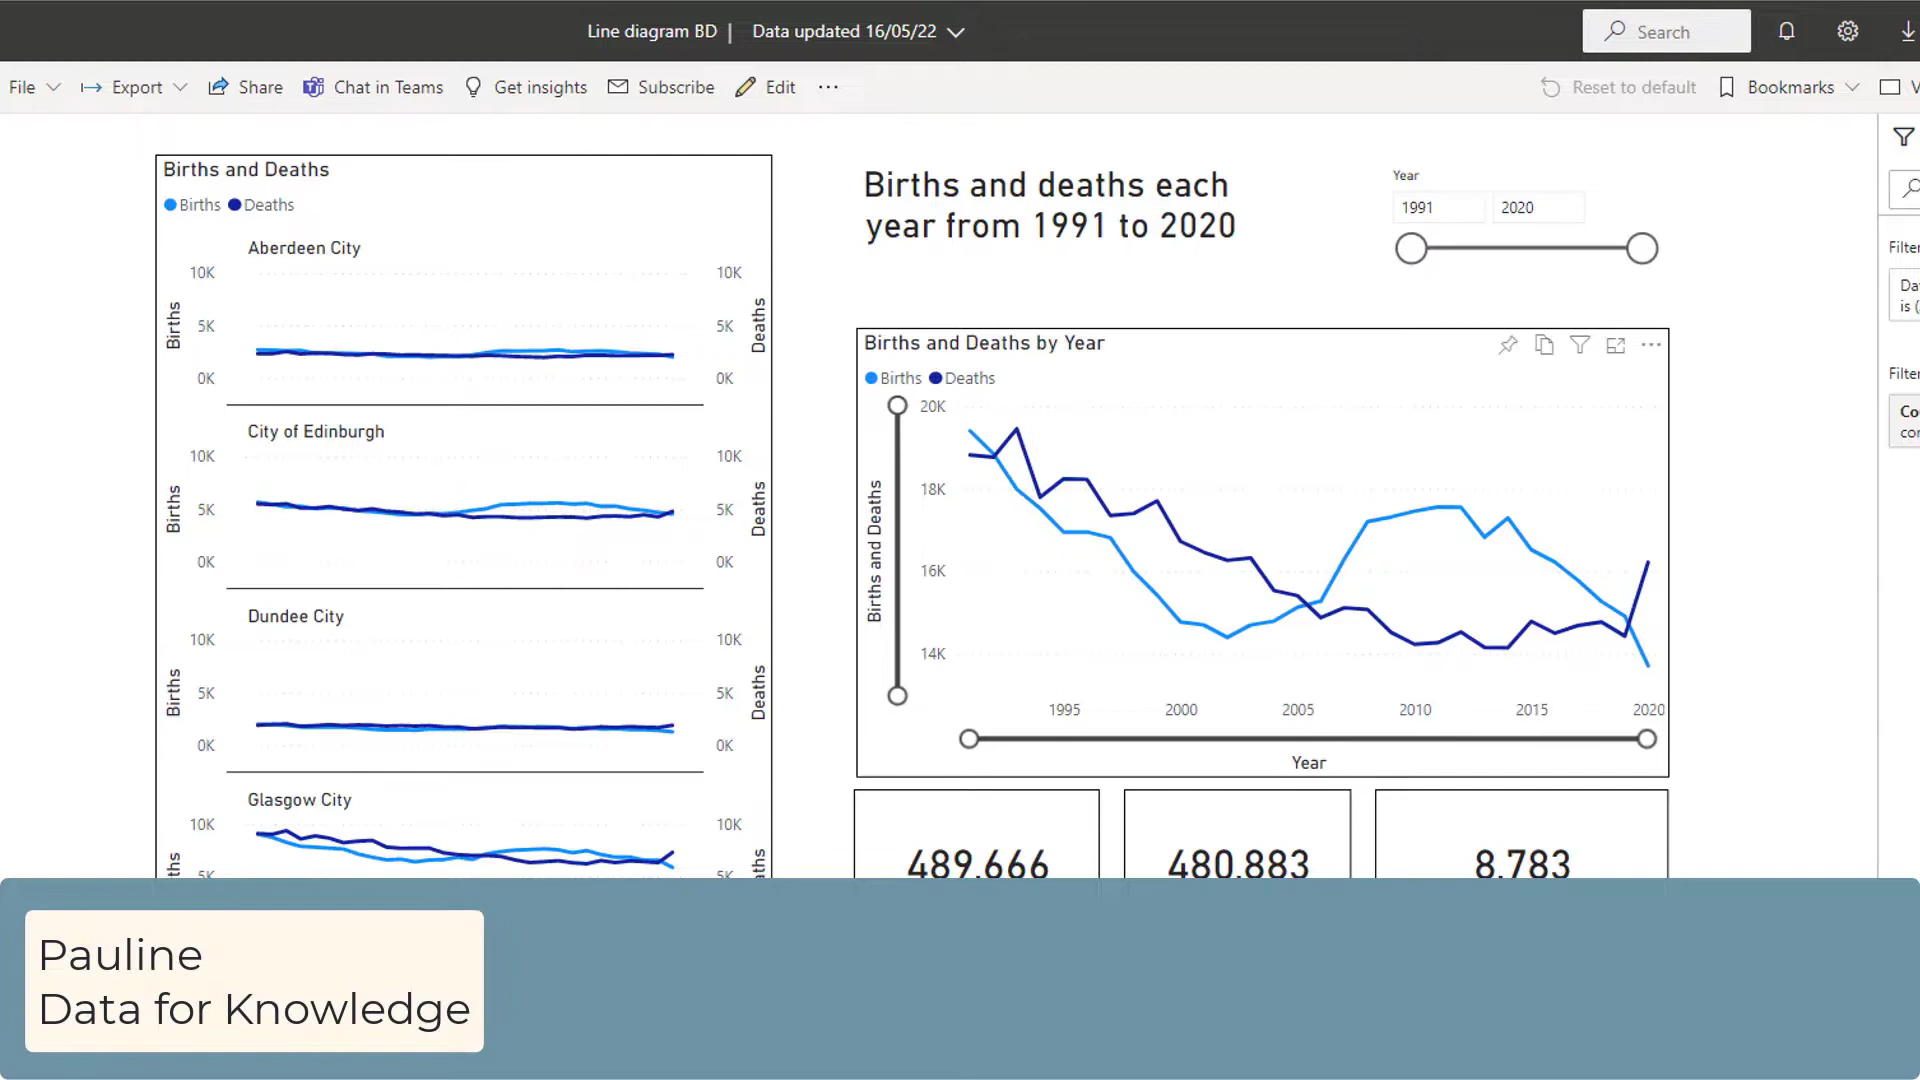 Line diagram BD | Data updated 16/05/22
Search
File Export Share Chat in Teams Get insights Subscribe Edit ...
Reset to default Bookmarks
Births and Deaths
Births Deaths
Aberdeen City
10K 10K
Births 5K 5K Deaths
0K 0K
City of Edinburgh
10K 10K
Births 5K 5K Deaths
0K 0K
Dundee City
10K 10K
Births 5K 5K Deaths
0K 0K
Glasgow City
10K 10K
5K 5K
Births and deaths each
year from 1991 to 2020
Year
1991 2020
Births and Deaths by Year
Births Deaths
Births and Deaths
20K
18K
16K
14K
1995 2000 2005 2010 2015 2020
Year
489,666 480,883 8,783
is (
Pauline
Data for Knowledge